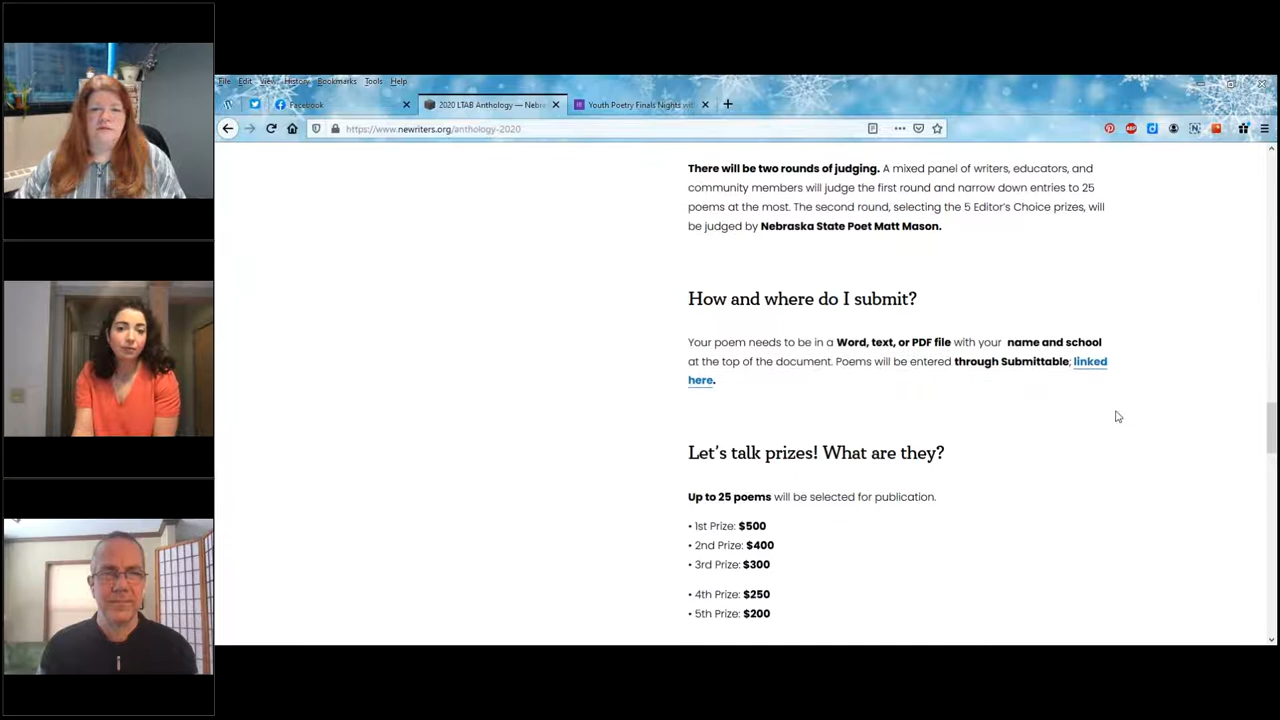 File Edit View History Bookmarks Tools Help
Facebook
2020 LTAB Anthology — Nebr
Youth Poetry Finals Nights wi
https://www.newriters.org/anthology-2020
There will be two rounds of judging. A mixed panel of writers, educators, and
community members will judge the first round and narrow down entries to 25
poems at the most. The second round, selecting the 5 Editor's Choice prizes, will
be judged by Nebraska State Poet Matt Mason.
How and where do I submit?
Your poem needs to be in a Word, text, or PDF file with your name and school
at the top of the document. Poems will be entered through Submittable; linked
here.
Let's talk prizes! What are they?
Up to 25 poems will be selected for publication.
• 1st Prize: $500
• 2nd Prize: $400
• 3rd Prize: $300
• 4th Prize: $250
• 5th Prize: $200